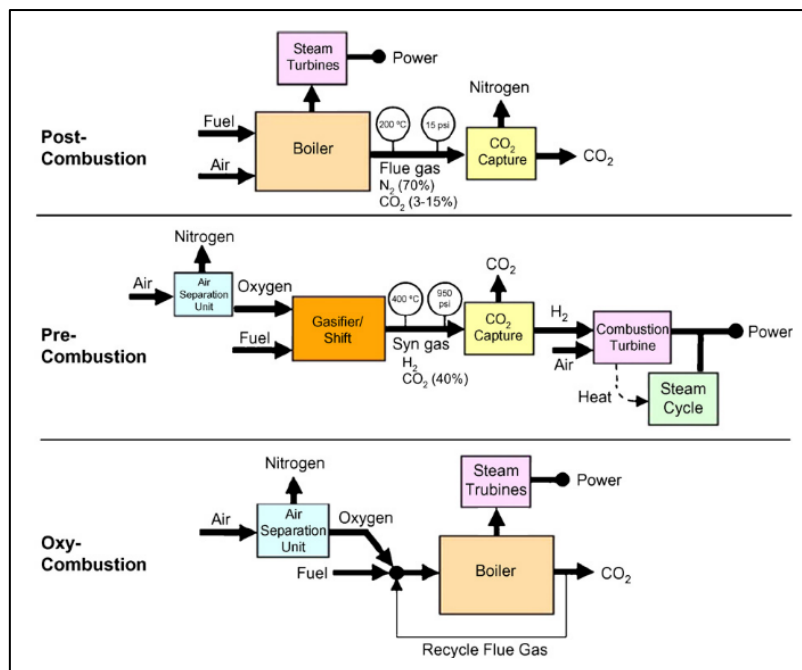 Steam
Turbines
Power
Nitrogen
Fuel
200 °C
15 psi
Post-
Combustion
Boiler
CO₂
Capture
CO₂
Air
Flue gas
N₂ (70%)
CO₂ (3-15%)
Nitrogen
CO₂
Air
Air
Separation
Unit
Oxygen
400 °C
950
psi
H₂
Pre-
Combustion
Gasifier/
Shift
CO₂
Capture
Combustion
Turbine
Power
Fuel
Syn gas
H₂
CO₂ (40%)
Air
Heat
Steam
Cycle
Nitrogen
Steam
Trubines
Power
Air
Air
Separation
Unit
Oxygen
Oxy-
Combustion
Fuel
Boiler
CO₂
Recycle Flue Gas